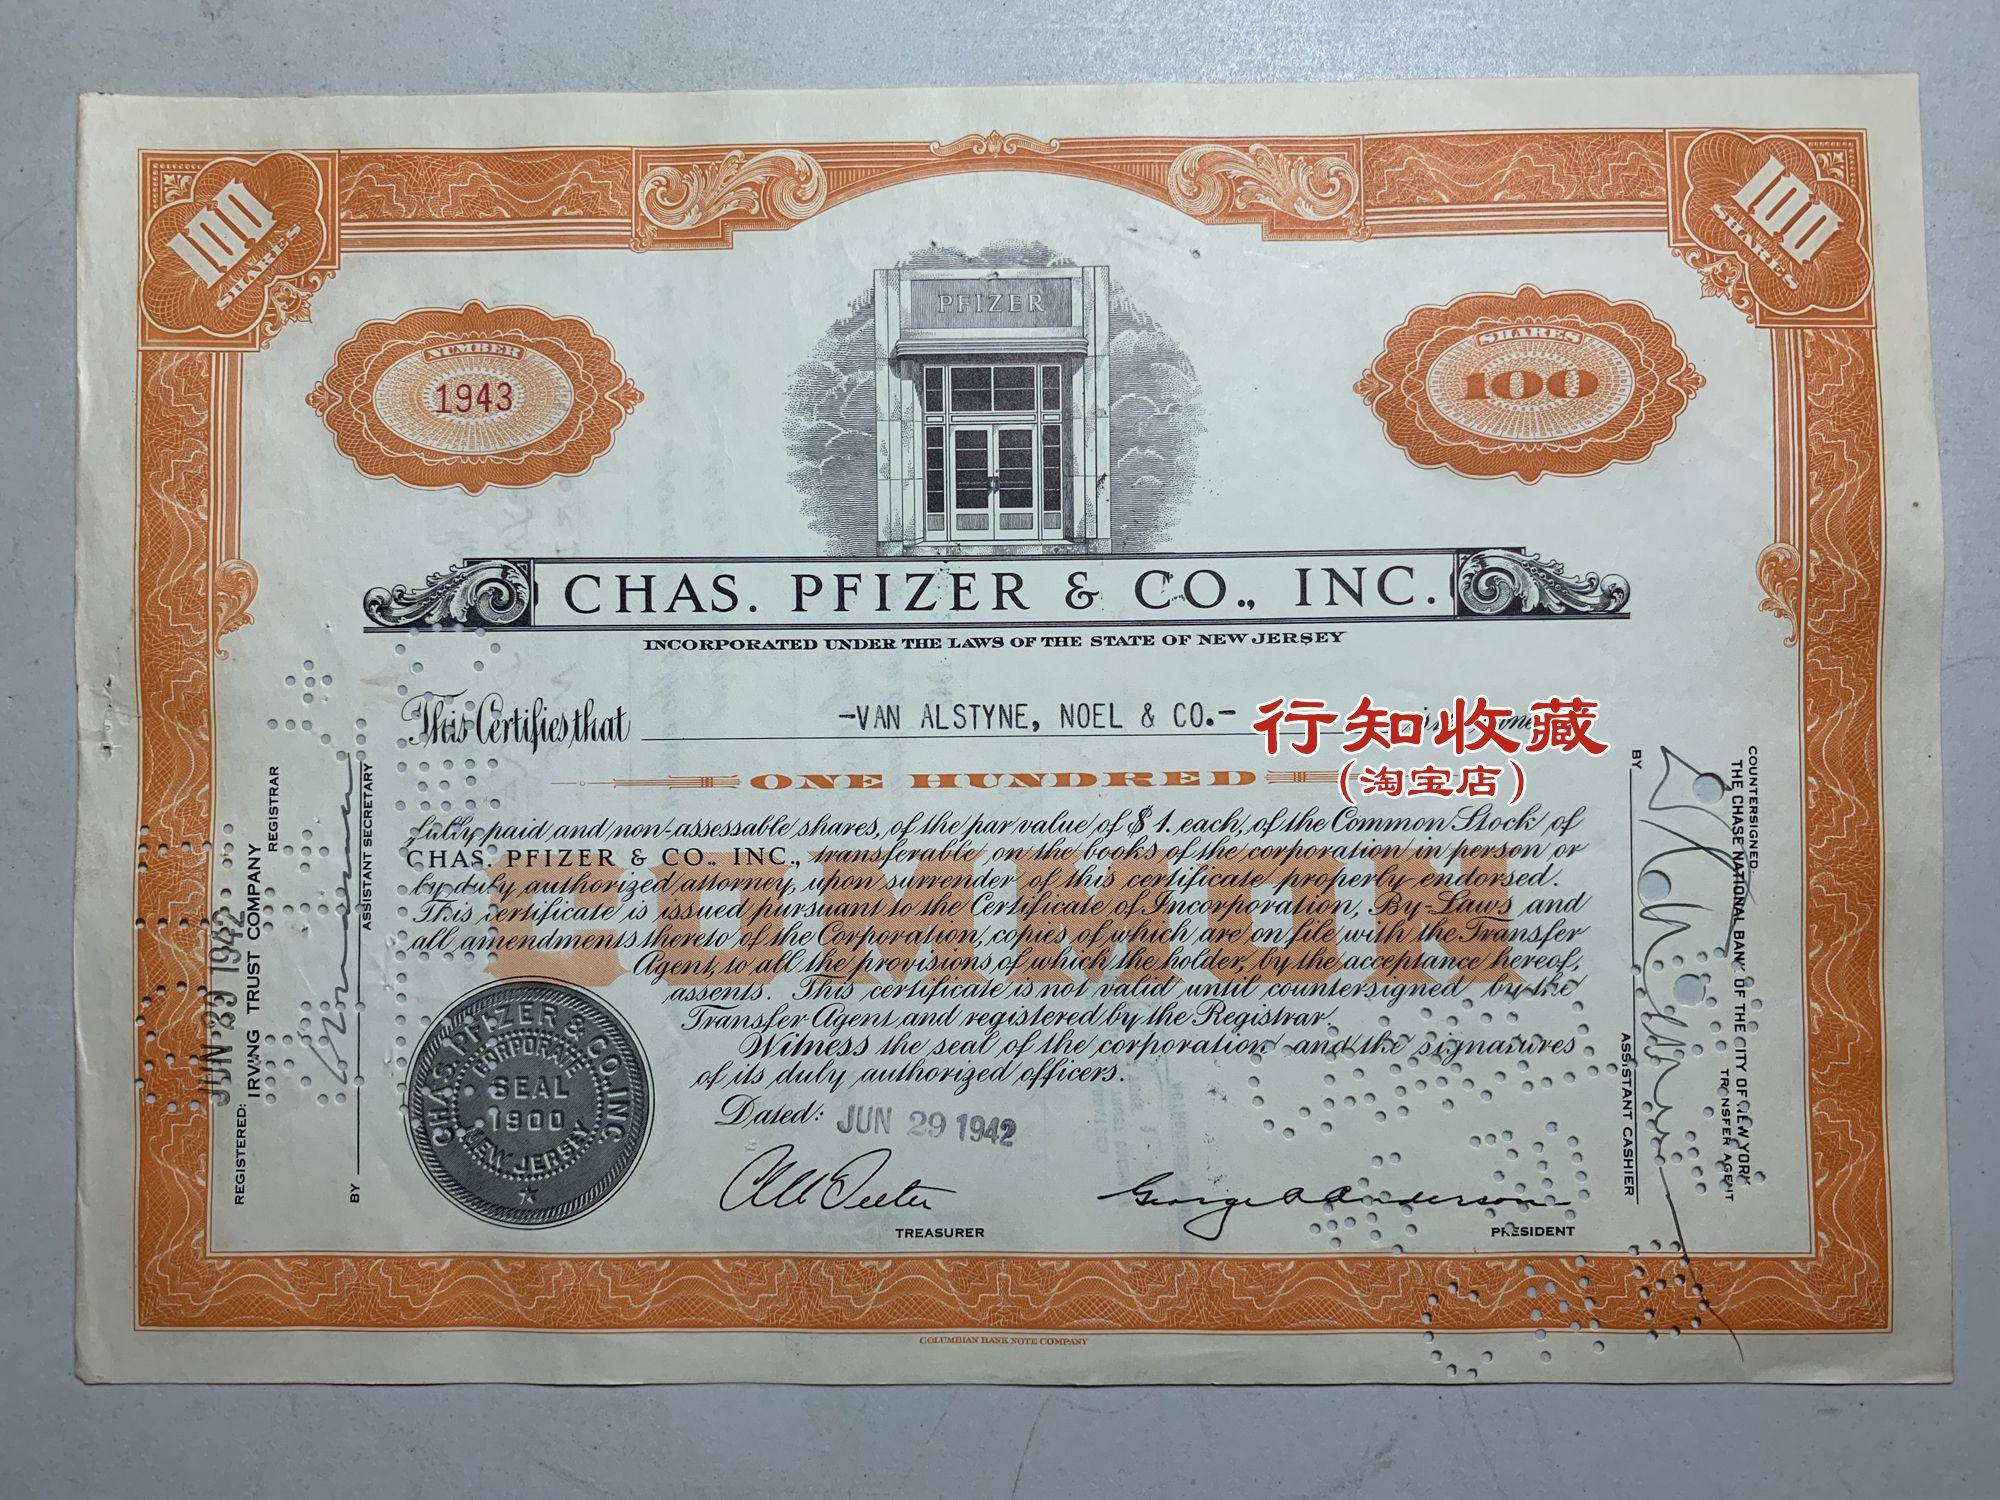 100
SHARES
100
SHARES
PFIZER
NUMBER
1943
SHARES
100
CHAS. PFIZER & CO., INC.
INCORPORATED UNDER THE LAWS OF THE STATE OF NEW JERSEY
This Certifies that -VAN ALSTYNE, NOEL & CO.-
行知收藏
(淘宝店)
ONE HUNDRED
fully paid and non-assessable shares, of the par value of $1. each, of the Common Stock of
CHAS. PFIZER & CO., INC., transferable on the books of the corporation in person or
by duly authorized attorney, upon surrender of this certificate properly endorsed.
This certificate is issued pursuant to the Certificate of Incorporation, By-Laws and
all amendments thereto of the Corporation, copies of which are on file with the Transfer
Agent, to all the provisions of which the holder, by the acceptance hereof,
assents. This certificate is not valid until countersigned by the
Transfer Agent and registered by the Registrar.
Witness the seal of the corporation and the signatures
of its duly authorized officers.
Dated: JUN 29 1942
TREASURER
George A Anderson
PRESIDENT
CHAS. PFIZER & CO., INC.
CORPORATE
SEAL
1900
NEW JERSEY
JUN 29 1942
REGISTERED:
IRVING TRUST COMPANY
REGISTRAR
BY
ASSISTANT SECRETARY
COUNTERSIGNED
THE CHASE NATIONAL BANK OF THE CITY OF NEW YORK
TRANSFER AGENT
BY
ASSISTANT CASHIER
COLUMBIAN BANK NOTE COMPANY